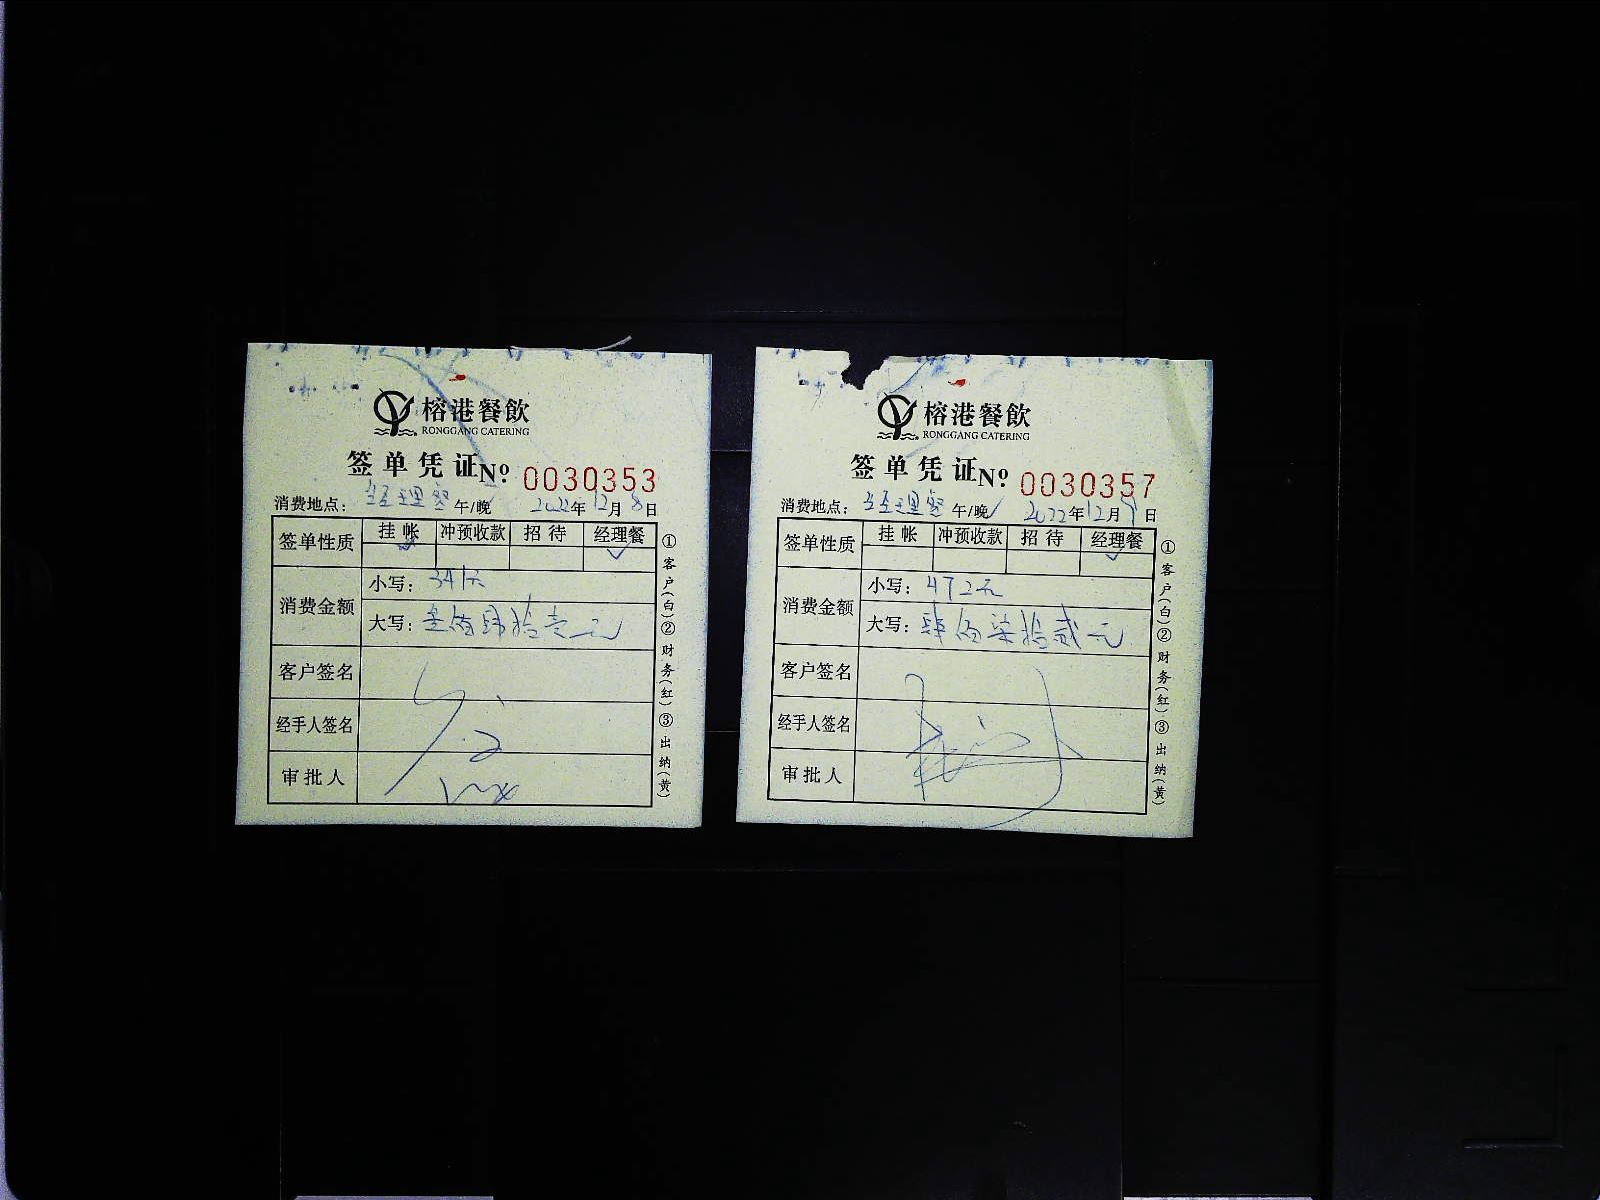 榕港餐飲
RONGGANG CATERING
签单凭证 Nº 0030353
消费地点: 经理餐 午/晚 2022年12月8日
签单性质 挂帐 冲预收款 招待 经理餐
消费金额
小写: 341元
大写: 叁佰肆拾壹元
客户签名
经手人签名
审批人
①客户(白)②财务(红)③出纳(黄)
榕港餐飲
RONGGANG CATERING
签单凭证 Nº 0030357
消费地点: 经理餐 午/晚 2022年12月9日
签单性质 挂帐 冲预收款 招待 经理餐
消费金额
小写: 472元
大写: 肆佰柒拾贰元
客户签名
经手人签名
审批人
①客户(白)②财务(红)③出纳(黄)